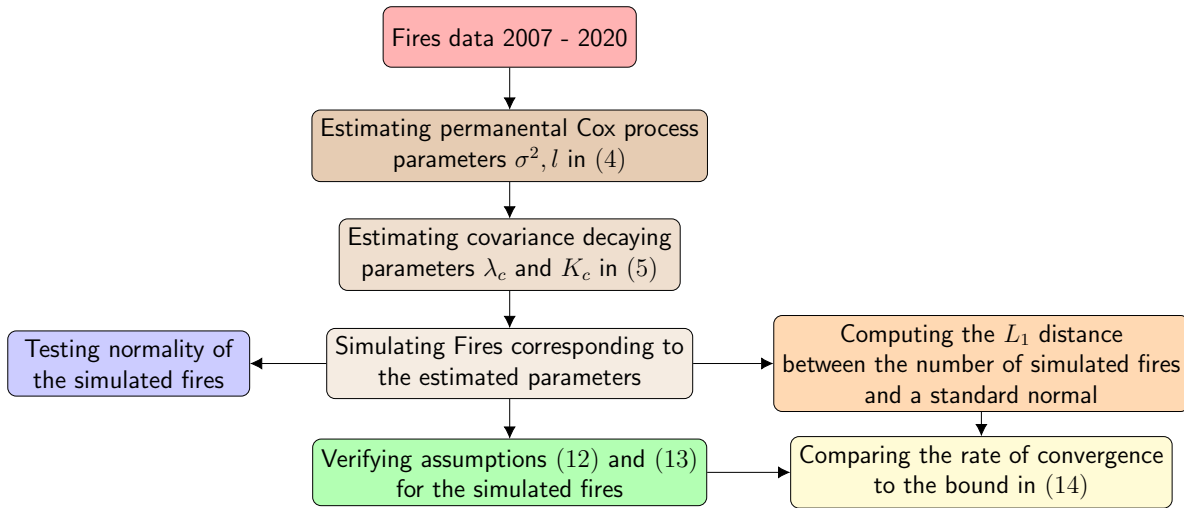 Fires data 2007 - 2020
Estimating permanental Cox process
parameters σ², l in (4)
Estimating covariance decaying
parameters λ_c and K_c in (5)
Testing normality of
the simulated fires
Simulating Fires corresponding to
the estimated parameters
Computing the L₁ distance
between the number of simulated fires
and a standard normal
Verifying assumptions (12) and (13)
for the simulated fires
Comparing the rate of convergence
to the bound in (14)